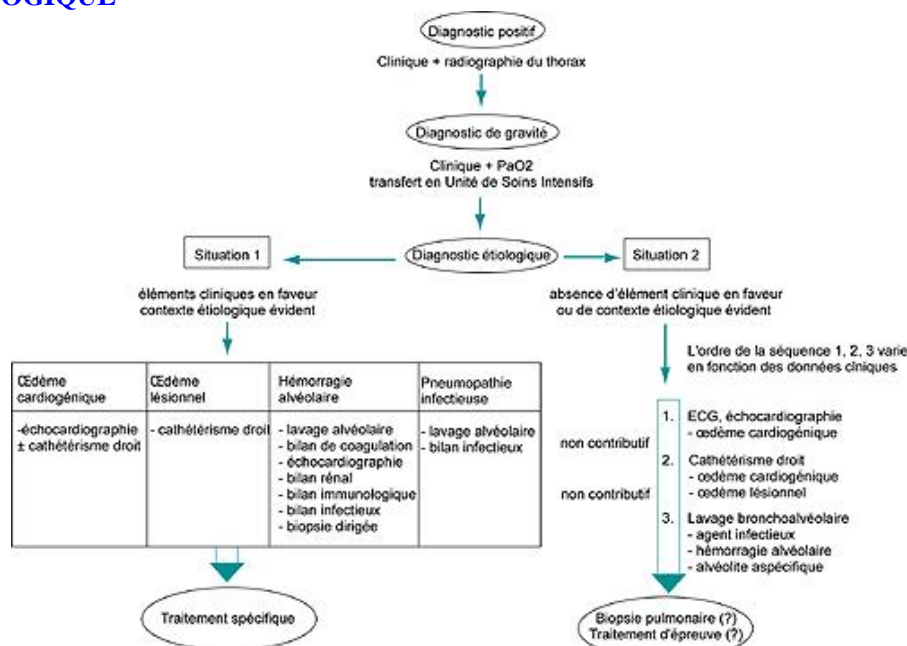 OGIQUE
Diagnostic positif
Clinique + radiographie du thorax
Diagnostic de gravité
Clinique + PaO2
transfert en Unité de Soins Intensifs
Situation 1
Diagnostic étiologique
Situation 2
éléments cliniques en faveur
contexte étiologique évident
absence d'élément clinique en faveur
ou de contexte étiologique évident
L'ordre de la séquence 1, 2, 3 varie
en fonction des données cliniques
Œdème
cardiogénique
-échocardiographie
± cathétérisme droit
Œdème
lésionnel
- cathétérisme droit
Hémorragie
alvéolaire
- lavage alvéolaire
- bilan de coagulation
- échocardiographie
- bilan rénal
- bilan immunologique
- bilan infectieux
- biopsie dirigée
Pneumopathie
infectieuse
- lavage alvéolaire
- bilan infectieux
1. ECG, échocardiographie
- œdème cardiogénique
non contributif
2. Cathétérisme droit
- œdème cardiogénique
- œdème lésionnel
non contributif
3. Lavage bronchoalvéolaire
- agent infectieux
- hémorragie alvéolaire
- alvéolite aspécifique
Traitement spécifique
Biopsie pulmonaire (?)
Traitement d'épreuve (?)